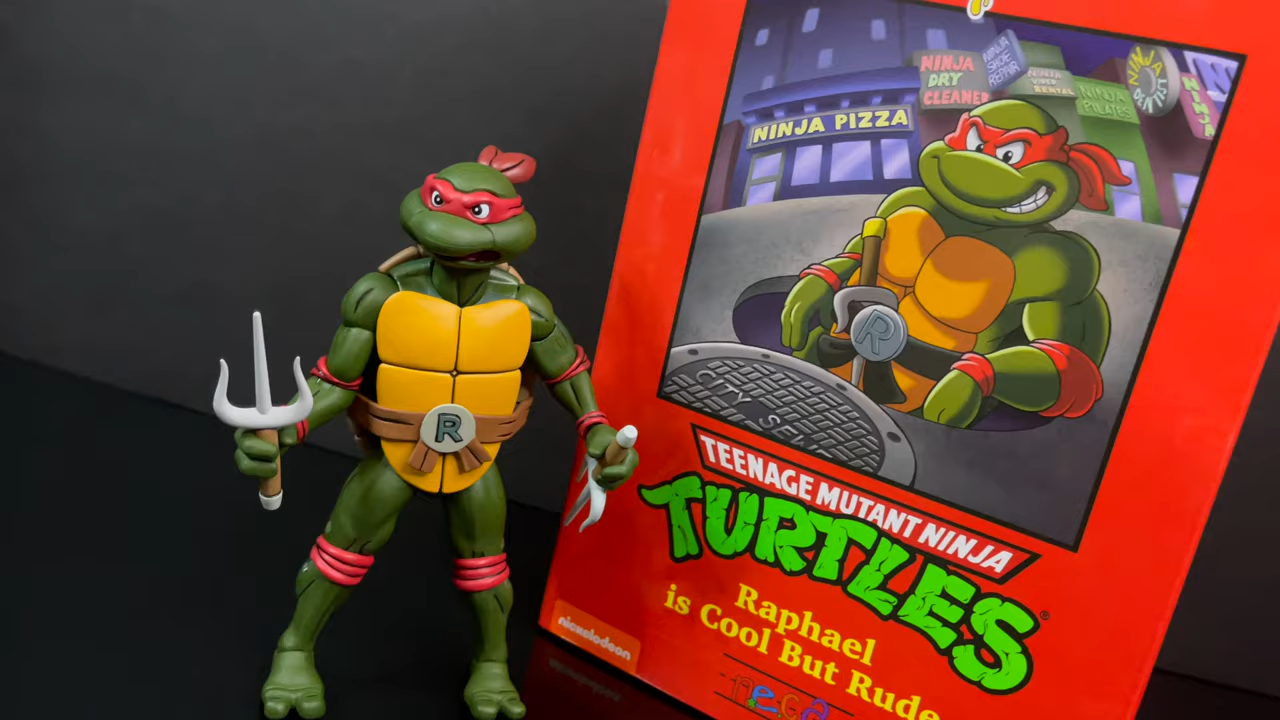 NINJA
DRY
CLEANER
NINJA
SHOE
REPAIR
NINJA
VIDEO
RENTAL
NINJA
PILATES
NINJA
DENTIST
NINJA
NINJA PIZZA
R
R
CITY SEW
TEENAGE MUTANT NINJA
TURTLES®
Raphael
is Cool But Rude
nickelodeon
neca